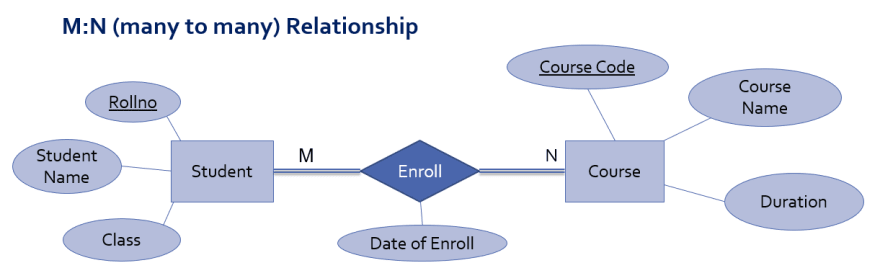 M:N (many to many) Relationship
Course Code
Course
Name
Rollno
Student
Name
Student
M
Enroll
N
Course
Duration
Class
Date of Enroll